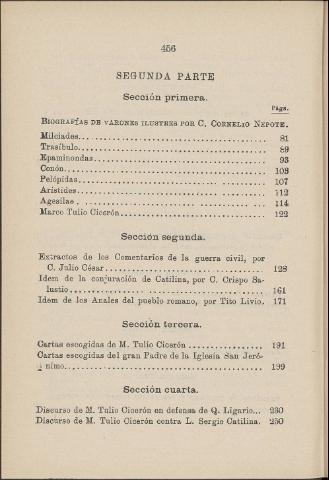 456
SEGUNDA PARTE
Sección primera.
Págs.
BIOGRAFÍAS DE VARONES ILUSTRES POR C. CORNELIO NEPOTE.
Milciades........ 81
Trasíbulo........ 89
Epaminondas........ 93
Conón........ 103
Pelópidas........ 107
Arístides........ 112
Agesilao........ 114
Marco Tulio Cicerón........ 122
Sección segunda.
Extractos de los Comentarios de la guerra civil, por
C. Julio César........ 128
Idem de la conjuración de Catilina, por C. Crispo Sa-
lustio........ 161
Idem de los Anales del pueblo romano, por Tito Livio. 171
Sección tercera.
Cartas escogidas de M. Tulio Cicerón........ 191
Cartas escogidas del gran Padre de la Iglesia San Jeró-
nimo........ 199
Sección cuarta.
Discurso de M. Tulio Cicerón en defensa de Q. Ligario... 230
Discurso de M. Tulio Cicerón contra L. Sergio Catilina. 250